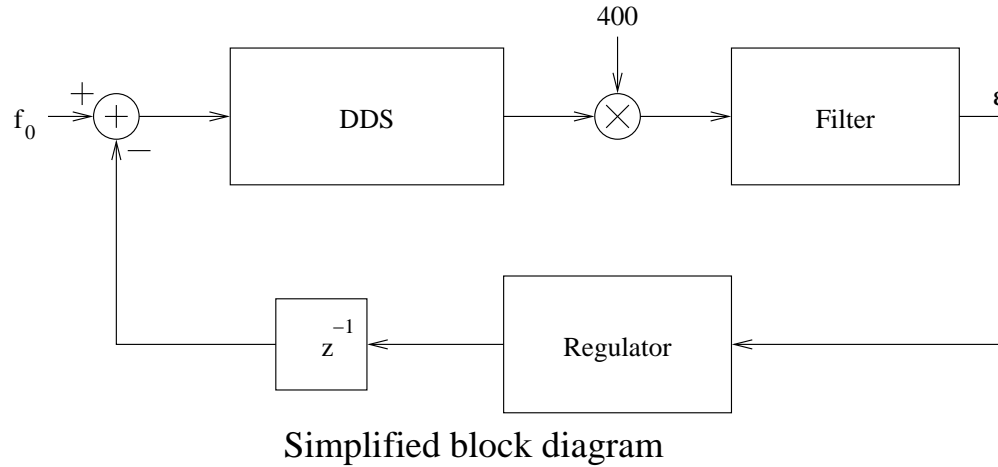 400
+
f₀
+
DDS
×
Filter
ε
−
z⁻¹
Regulator
Simplified block diagram